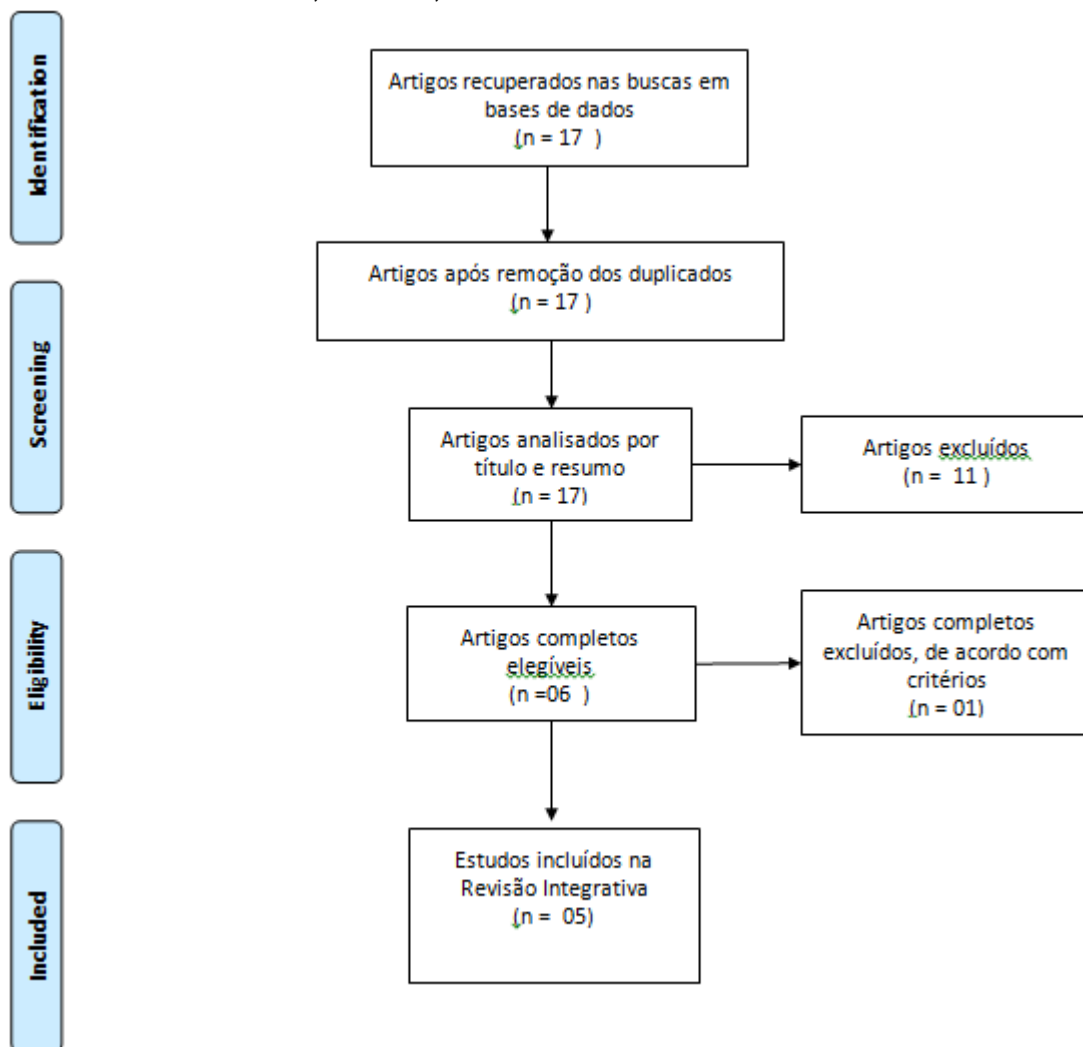 Identification
Artigos recuperados nas buscas em
bases de dados
(n = 17  )
Artigos após remoção dos duplicados
(n = 17 )
Screening
Artigos analisados por
título e resumo
(n = 17)
Artigos excluídos
(n =  11 )
Eligibility
Artigos completos
elegíveis
(n =06  )
Artigos completos
excluídos, de acordo com
critérios
(n = 01)
Included
Estudos incluídos na
Revisão Integrativa
(n =  05)